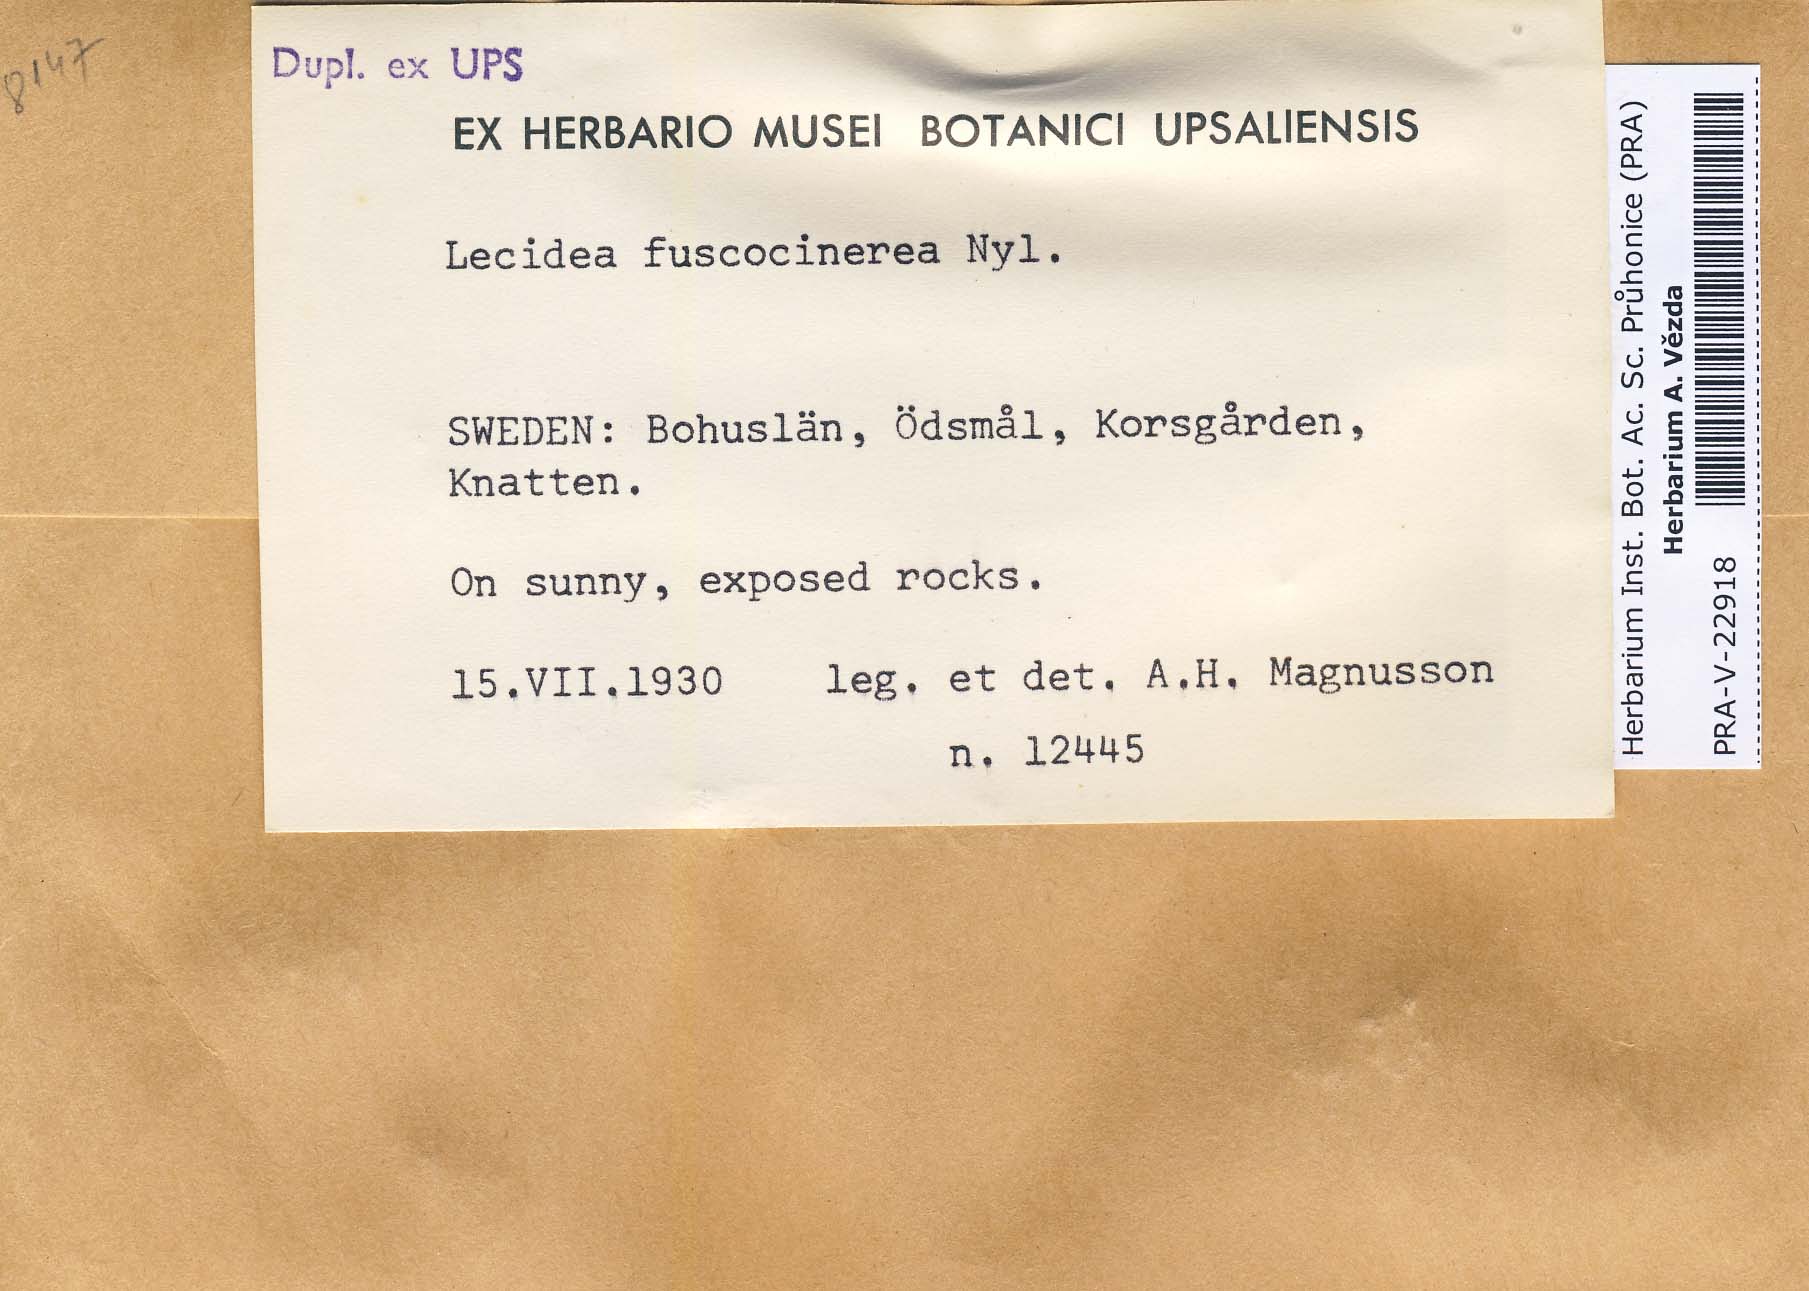 8147
Dupl. ex UPS
EX HERBARIO MUSEI BOTANICI UPSALIENSIS
Lecidea fuscocinerea Nyl.
SWEDEN: Bohuslän, Ödsmål, Korsgården,
Knatten.
On sunny, exposed rocks.
15.VII.1930 leg. et det. A.H. Magnusson
n. 12445
Herbarium Inst. Bot. Ac. Sc. Průhonice (PRA)
Herbarium A. Vězda
PRA-V-22918